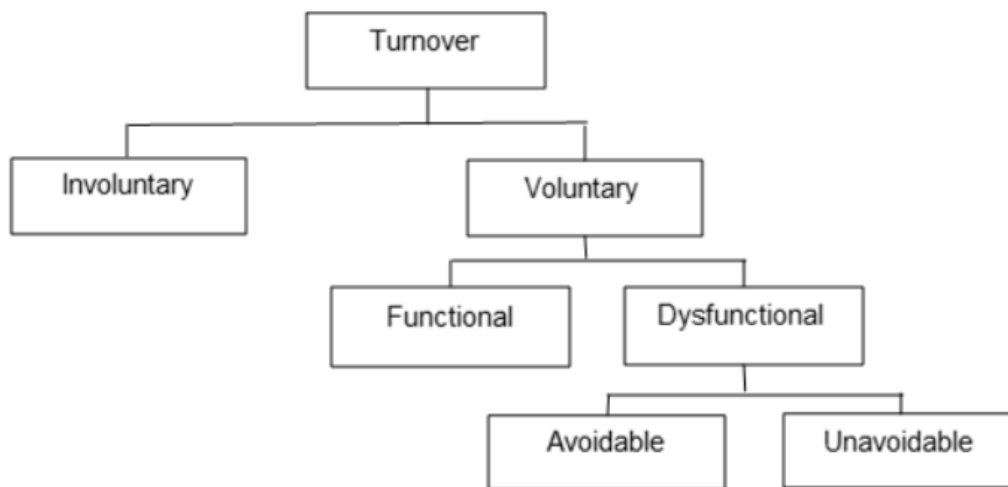 Turnover
Involuntary
Voluntary
Functional
Dysfunctional
Avoidable
Unavoidable